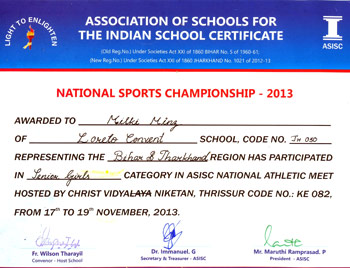 LIGHT TO ENLIGHTEN
ASSOCIATION OF SCHOOLS FOR
THE INDIAN SCHOOL CERTIFICATE
(Old Reg.No.) Under Societies Act XXI of 1860 BIHAR No. 5 of 1960-61.
(New Reg.No.) Under Societies Act XXI of 1860 JHARKHAND No. 1021 of 2012-13
ASISC
NATIONAL SPORTS CHAMPIONSHIP - 2013
AWARDED TO Milki Minz
OF Loreto Convent SCHOOL, CODE NO. JH 050
REPRESENTING THE Bihar & Jharkhand REGION HAS PARTICIPATED
IN Senior Girls CATEGORY IN ASISC NATIONAL ATHLETIC MEET
HOSTED BY CHRIST VIDYALAYA NIKETAN, THRISSUR CODE NO.: KE 082,
FROM 17th TO 19th NOVEMBER, 2013.
Fr. Wilson Tharayil
Convenor - Host School
Dr. Immanuel. G
Secretary & Treasurer - ASISC
Mr. Maruthi Ramprasad. P
President - ASISC